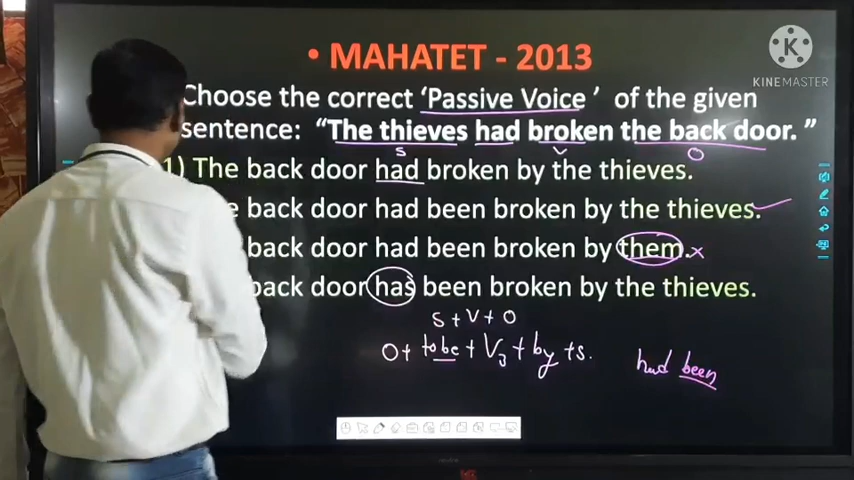 • MAHATET - 2013
Choose the correct ‘Passive Voice ’ of the given
sentence: “The thieves had broken the back door. ”
S V O
1) The back door had broken by the thieves.
back door had been broken by the thieves.
back door had been broken by them.
back door has been broken by the thieves.
S + V + O
O + to be + V3 + by + s.
had been
K
KINEMASTER